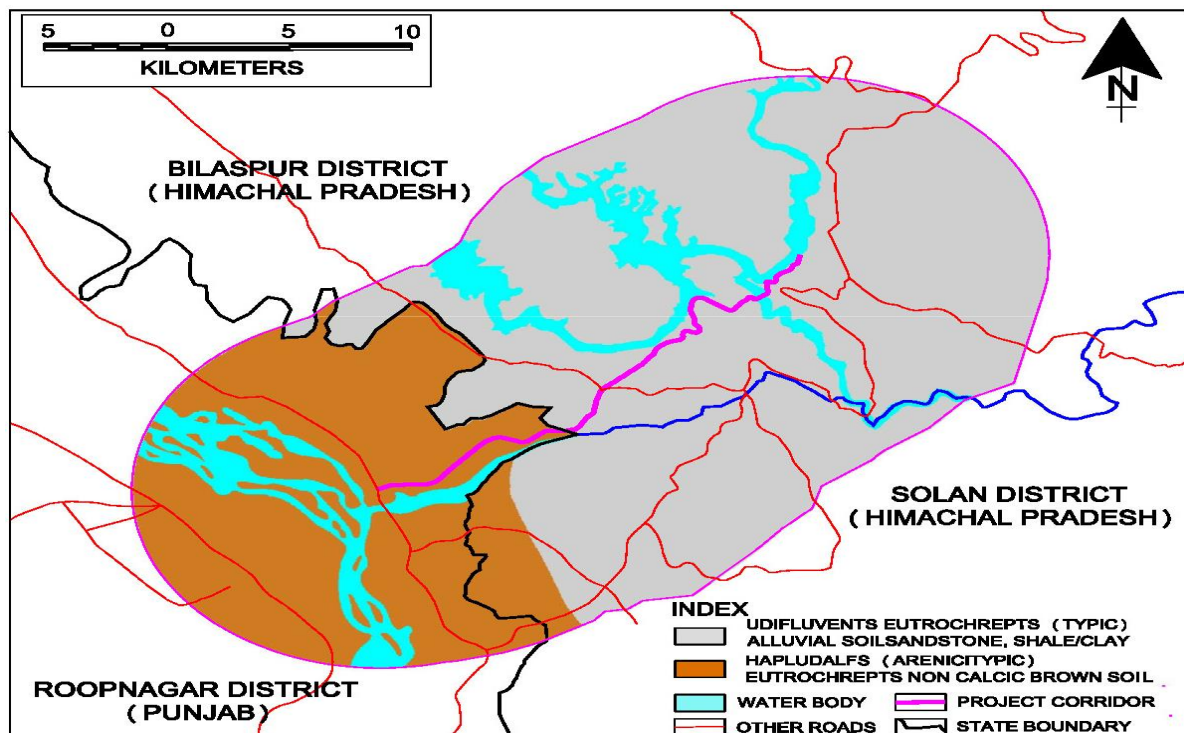 5 0 5 10
KILOMETERS
N
BILASPUR DISTRICT
( HIMACHAL PRADESH )
SOLAN DISTRICT
( HIMACHAL PRADESH )
ROOPNAGAR DISTRICT
( PUNJAB )
INDEX
UDIFLUVENTS EUTROCHREPTS ( TYPIC )
ALLUVIAL SOILSANDSTONE, SHALE/CLAY
HAPLUDALFS ( ARENICITYPIC )
EUTROCHREPTS NON CALCIC BROWN SOIL
WATER BODY PROJECT CORRIDOR
OTHER ROADS STATE BOUNDARY